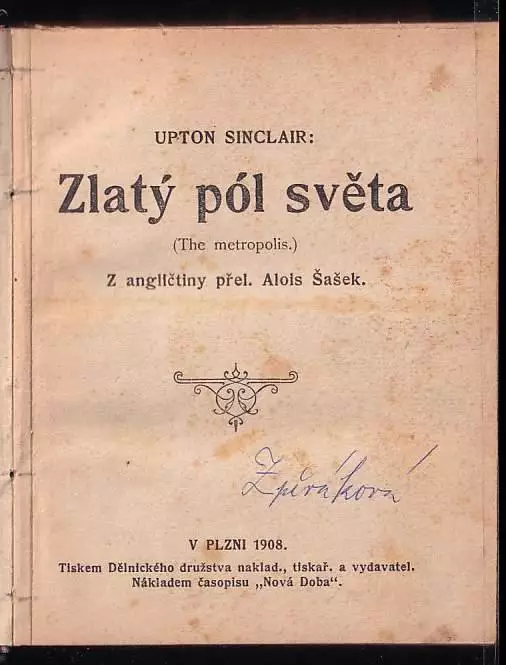 UPTON SINCLAIR:
Zlatý pól světa
(The metropolis.)
Z angličtiny přel. Alois Šašek.
V PLZNI 1908.
Tiskem Dělnického družstva naklad., tiskař. a vydavatel.
Nákladem časopisu „Nová Doba“.